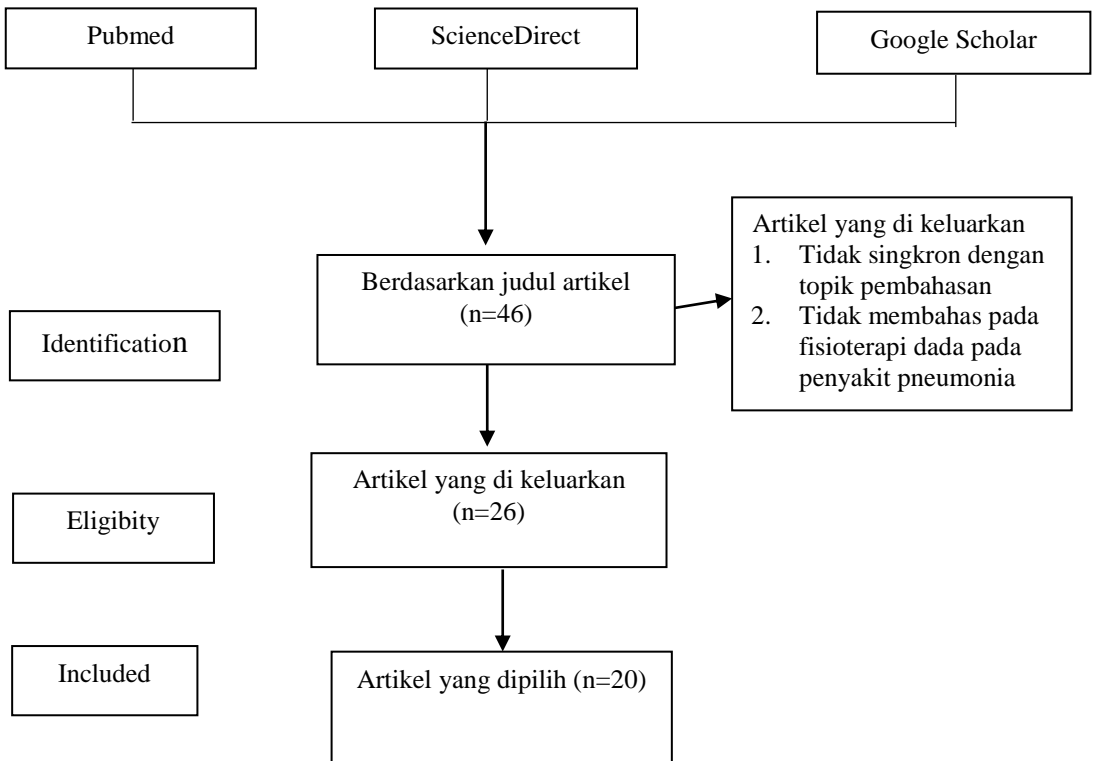 Pubmed
ScienceDirect
Google Scholar
Artikel yang di keluarkan
1. Tidak singkron dengan
topik pembahasan
2. Tidak membahas pada
fisioterapi dada pada
penyakit pneumonia
Berdasarkan judul artikel
(n=46)
Identification
Artikel yang di keluarkan
(n=26)
Eligibity
Included
Artikel yang dipilih (n=20)